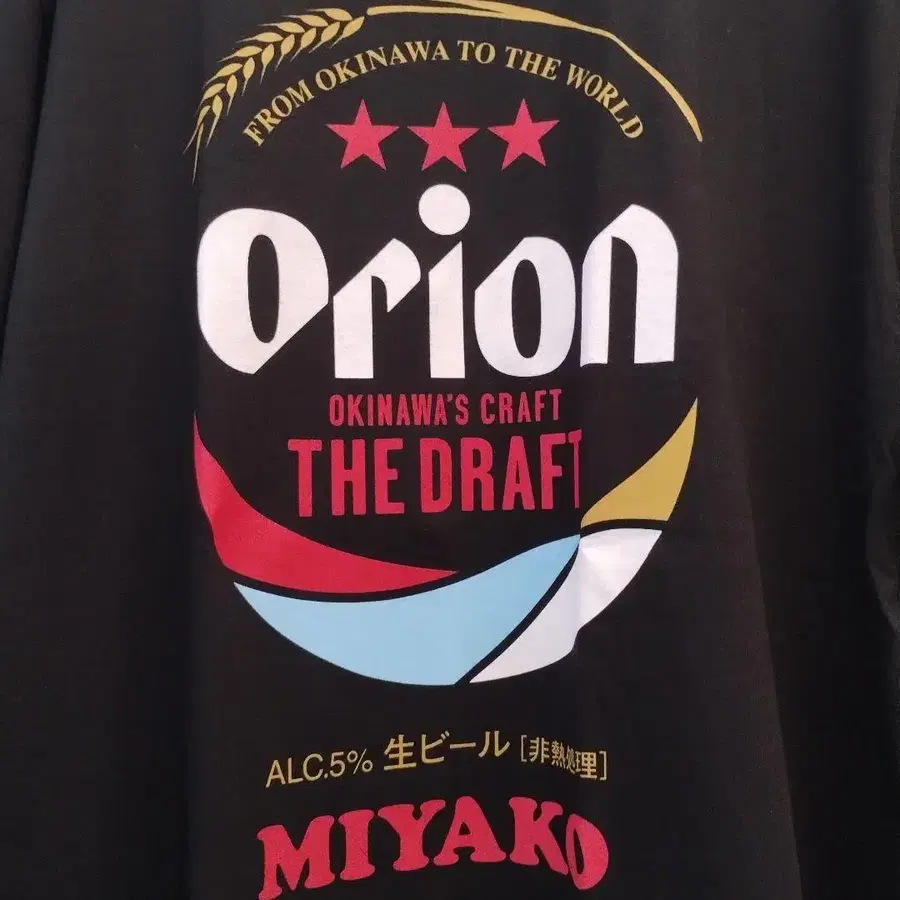 FROM OKINAWA TO THE WORLD
Orion
OKINAWA'S CRAFT
THE DRAFT
ALC.5% 生ビール [非熱処理]
MIYAKO